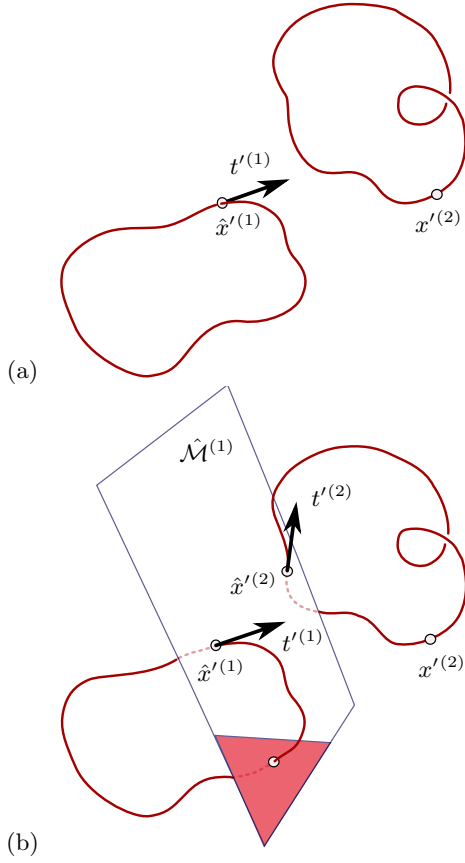 t′(1)
x̂′(1)
x′(2)
(a)
ℳ̂(1)
t′(2)
x̂′(2)
t′(1)
x̂′(1)
x′(2)
(b)